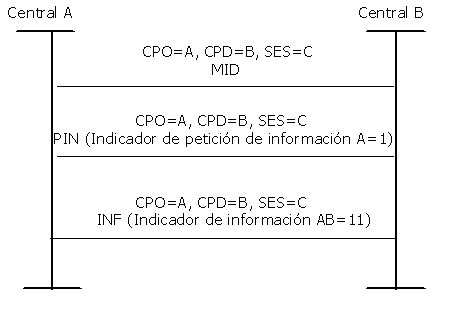 Central A
Central B
CPO=A, CPD=B, SES=C
MID
CPO=A, CPD=B, SES=C
PIN (Indicador de petición de información A=1)
CPO=A, CPD=B, SES=C
INF (Indicador de información AB=11)